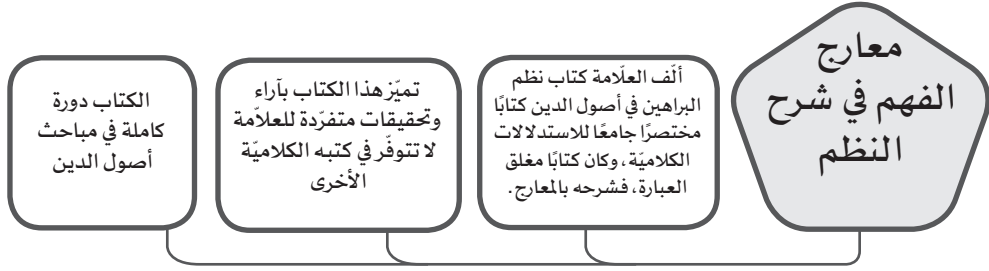 معارج
الفهم في شرح
النظم
ألّف العلّامة كتاب نظم
البراهين في أصول الدين كتابًا
مختصرًا جامعًا للاستدلالات
الكلاميّة، وكان كتابًا مغلق
العبارة، فشرحه بالمعارج.
تميّز هذا الكتاب بآراء
وتحقيقات متفرّدة للعلاّمة
لا تتوفّر في كتبه الكلاميّة
الأخرى
الكتاب دورة
كاملة في مباحث
أصول الدين